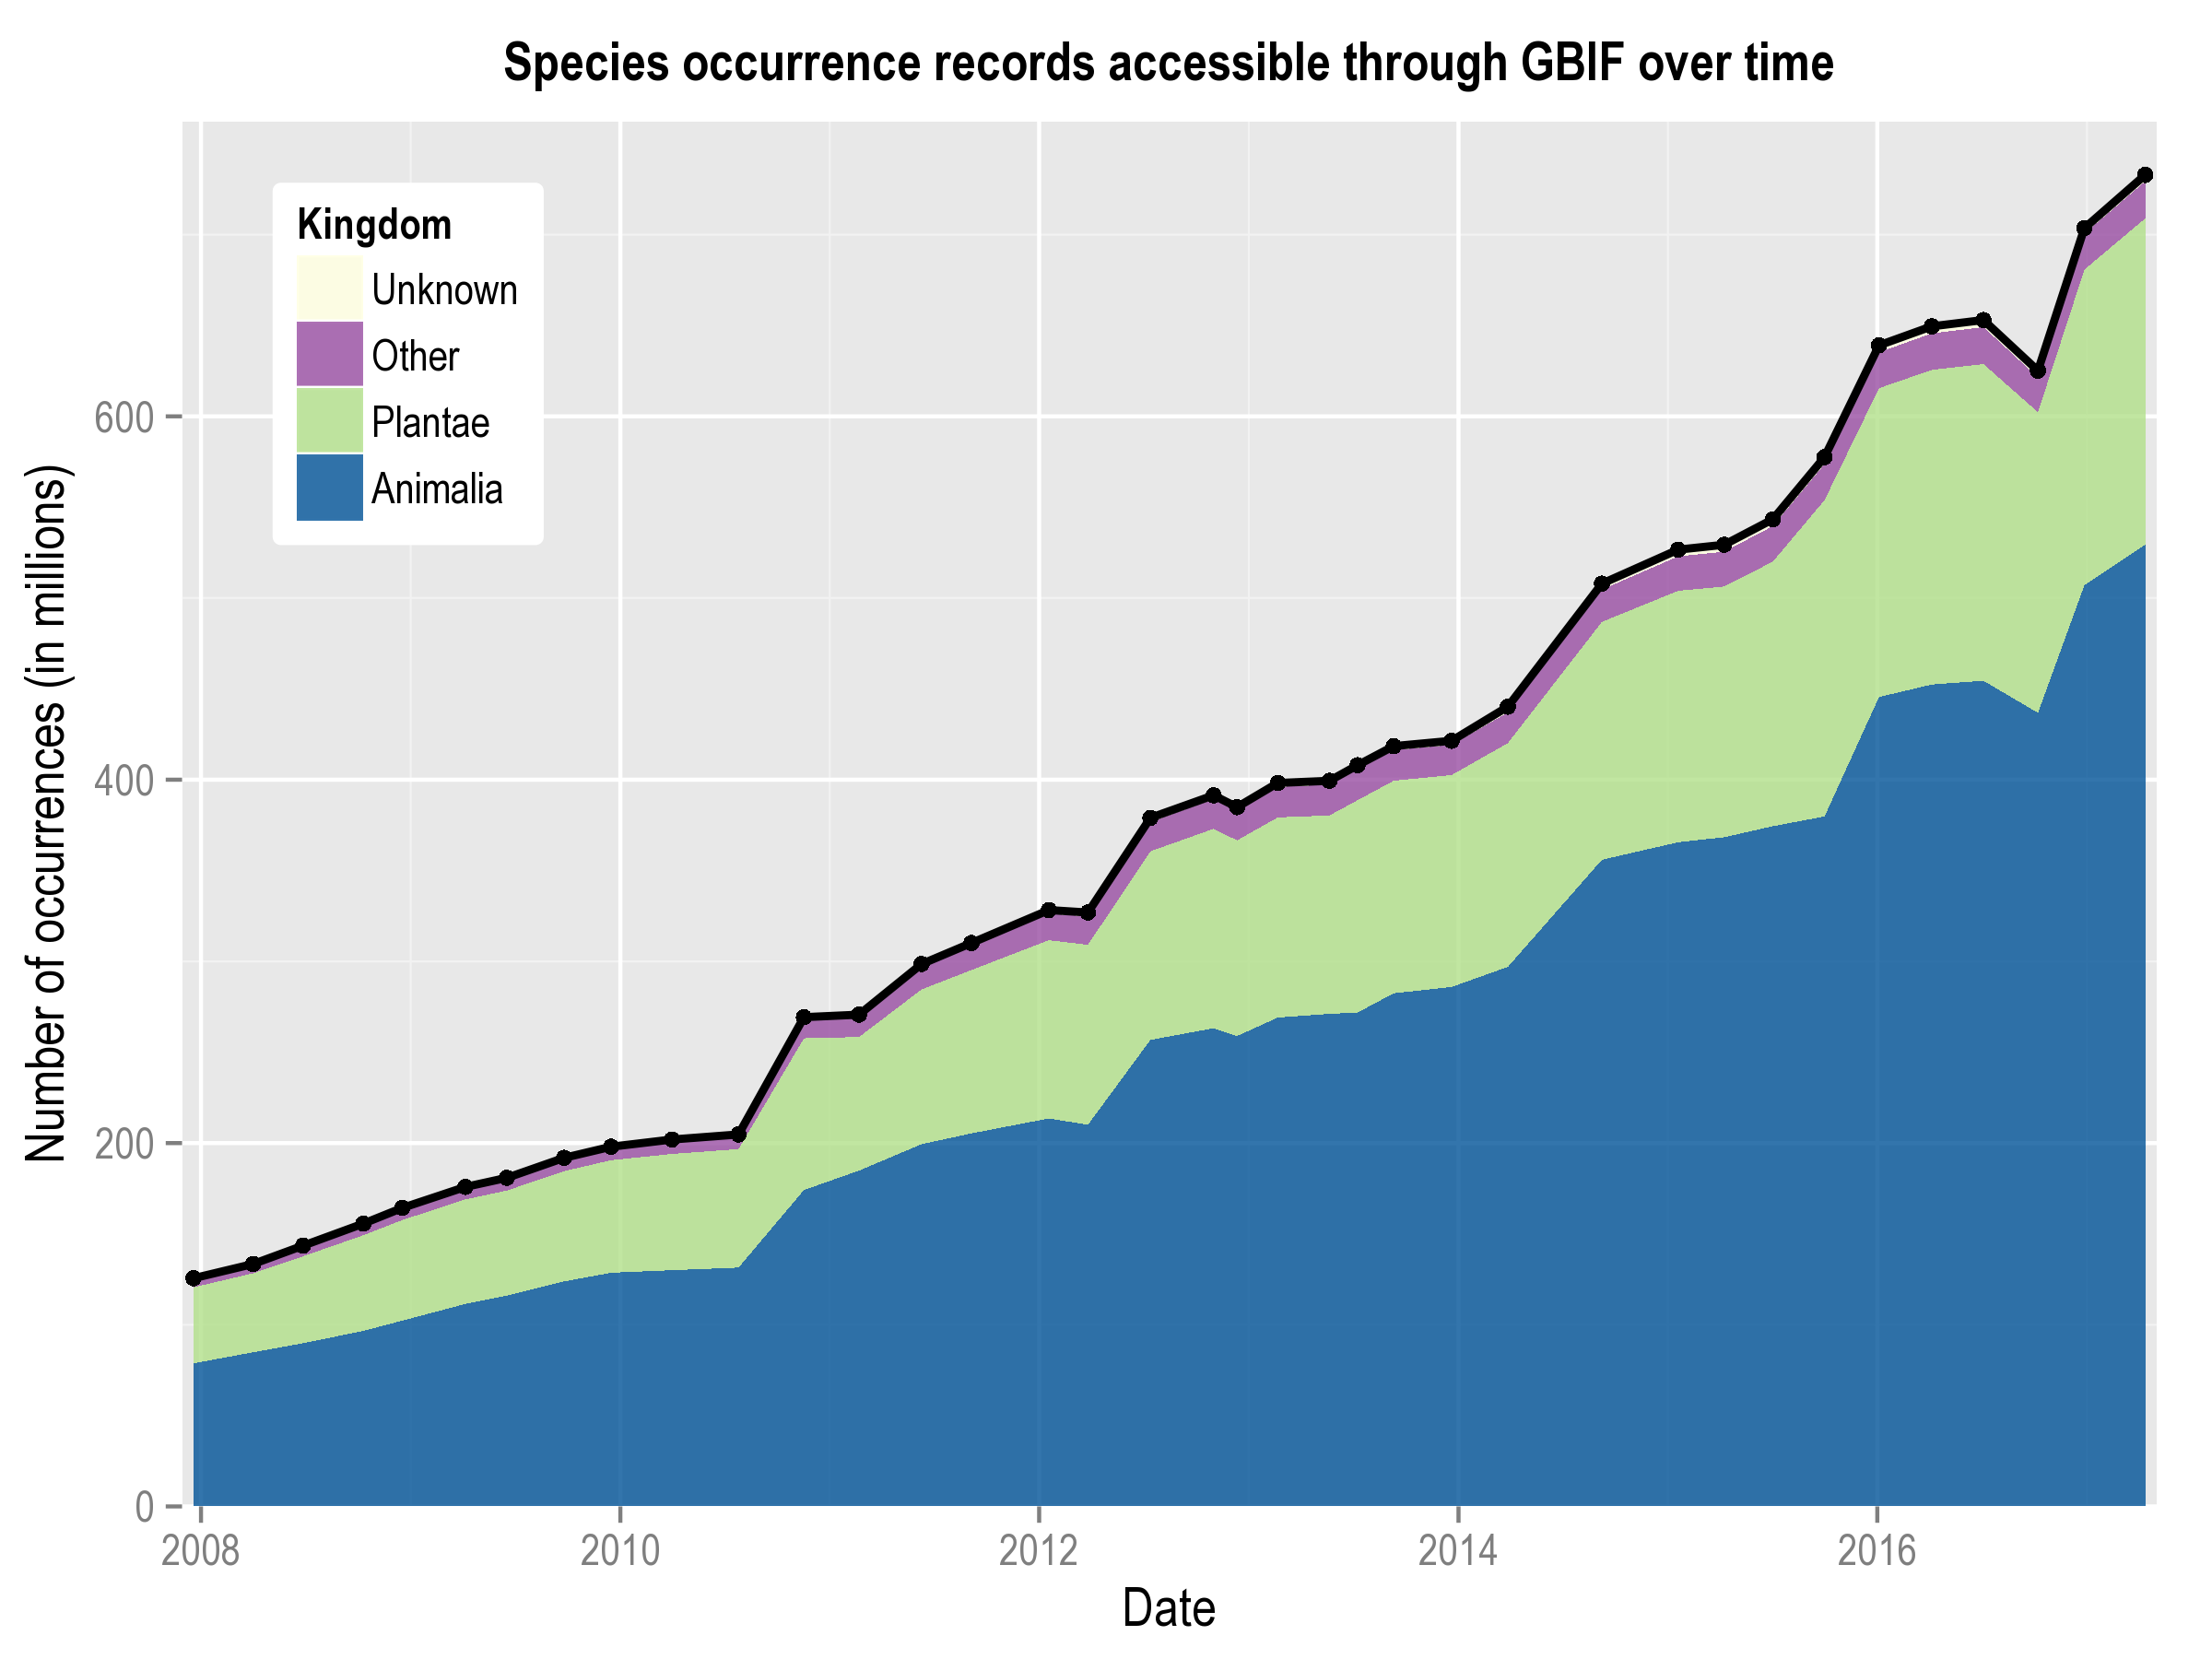 Species occurrence records accessible through GBIF over time
Kingdom
Unknown
Other
Plantae
Animalia
Number of occurrences (in millions)
600
400
200
0
2008
2010
2012
2014
2016
Date